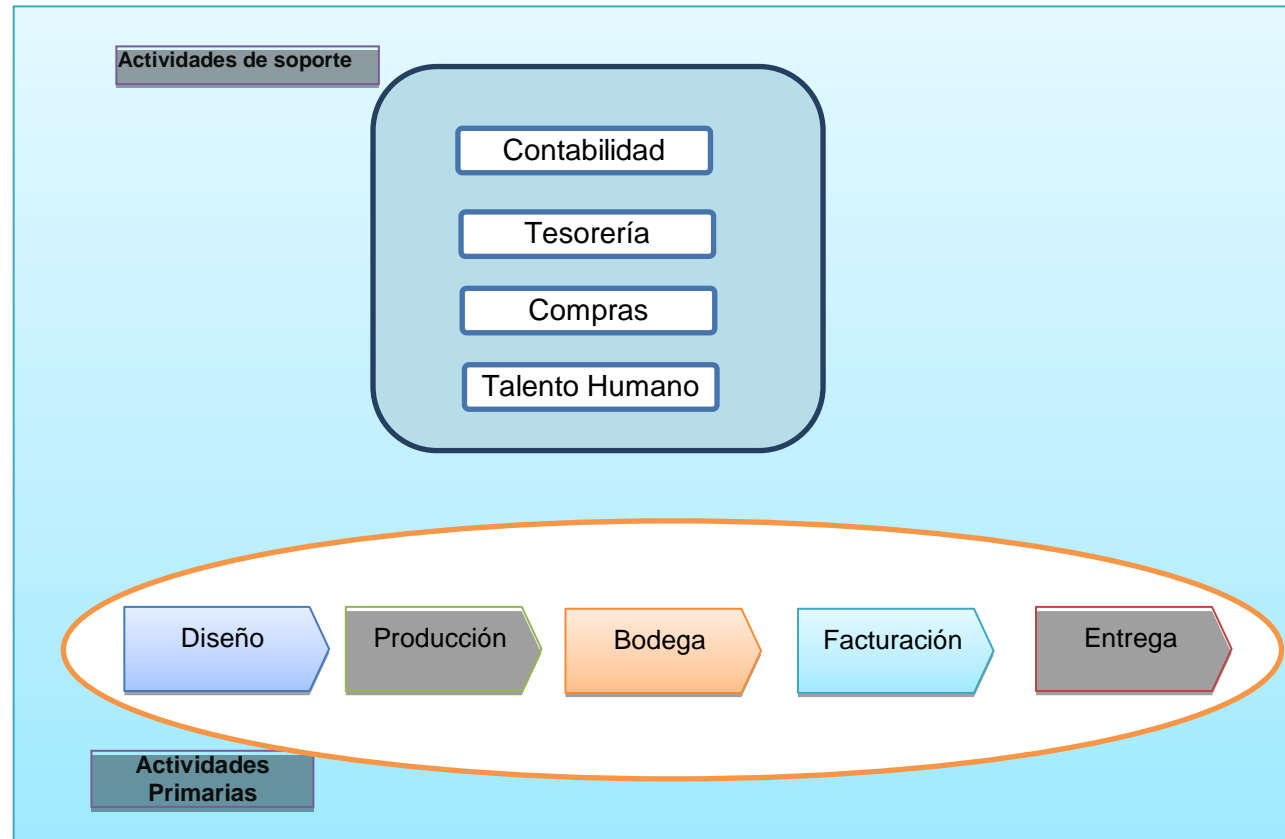 Actividades de soporte
Contabilidad
Tesorería
Compras
Talento Humano
Diseño
Producción
Bodega
Facturación
Entrega
Actividades
Primarias